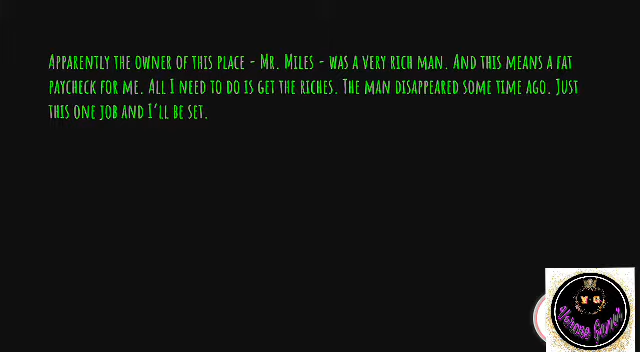 Apparently the owner of this place - Mr. Miles - was a very rich man. And this means a fat
paycheck for me. All I need to do is get the riches. The man disappeared some time ago. Just
this one job and I'll be set.
Y G